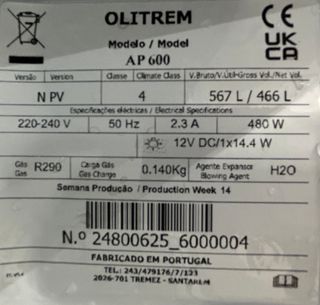 OLITREM
CE
UK
CA
Modelo / Model
AP 600
Versão Version Classe Climate Class V.Bruto/V.Útil-Gross Vol./Net Vol.
N PV 4 567 L / 466 L
Especificações eléctricas / Electrical Specifications
220-240 V 50 Hz 2.3 A 480 W
12V DC/1x14.4 W
Gás Gas R290 Carga Gás Gas Charge 0.140Kg Agente Expansor Blowing Agent H2O
Semana Produção / Production Week 14
N.º 24800625_6000004
FABRICADO EM PORTUGAL
TEL: 243/479176/7/123
2026-701 TREMEZ - SANTAREM